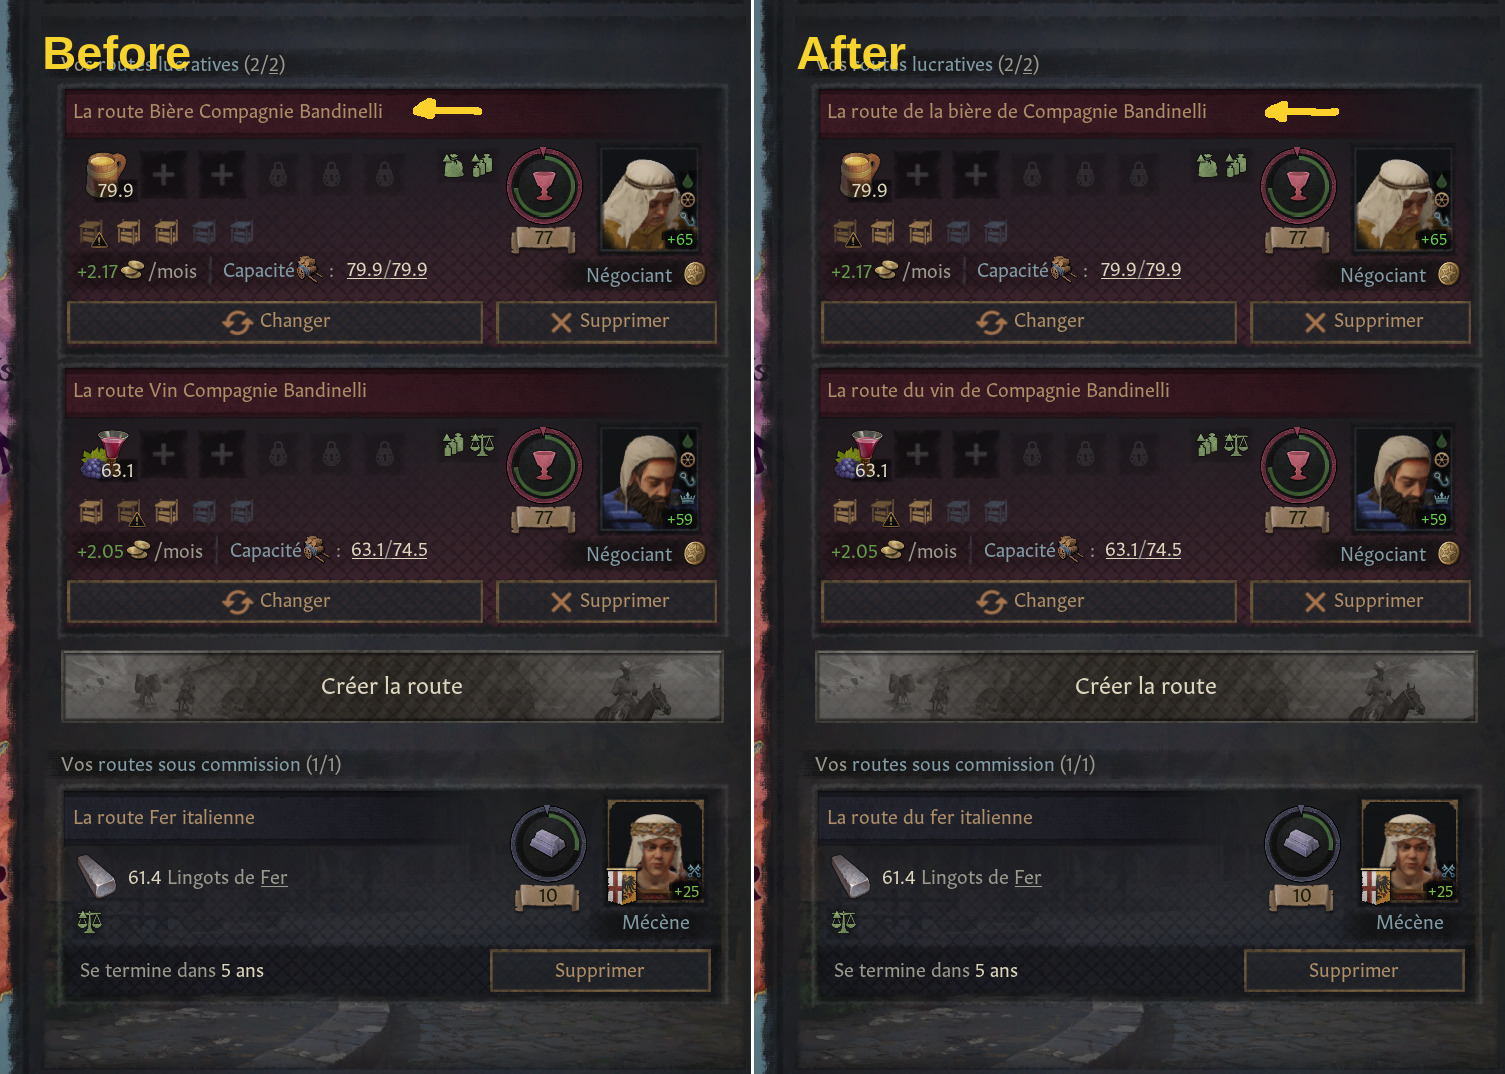 Before
Vos routes lucratives (2/2)
La route Bière Compagnie Bandinelli
79.9
77
+65
+2.17 /mois Capacité : 79.9/79.9
Négociant
Changer
Supprimer
La route Vin Compagnie Bandinelli
63.1
77
+59
+2.05 /mois Capacité : 63.1/74.5
Négociant
Changer
Supprimer
Créer la route
Vos routes sous commission (1/1)
La route Fer italienne
61.4 Lingots de Fer
10
+25
Mécène
Se termine dans 5 ans
Supprimer
After
Vos routes lucratives (2/2)
La route de la bière de Compagnie Bandinelli
79.9
77
+65
+2.17 /mois Capacité : 79.9/79.9
Négociant
Changer
Supprimer
La route du vin de Compagnie Bandinelli
63.1
77
+59
+2.05 /mois Capacité : 63.1/74.5
Négociant
Changer
Supprimer
Créer la route
Vos routes sous commission (1/1)
La route du fer italienne
61.4 Lingots de Fer
10
+25
Mécène
Se termine dans 5 ans
Supprimer